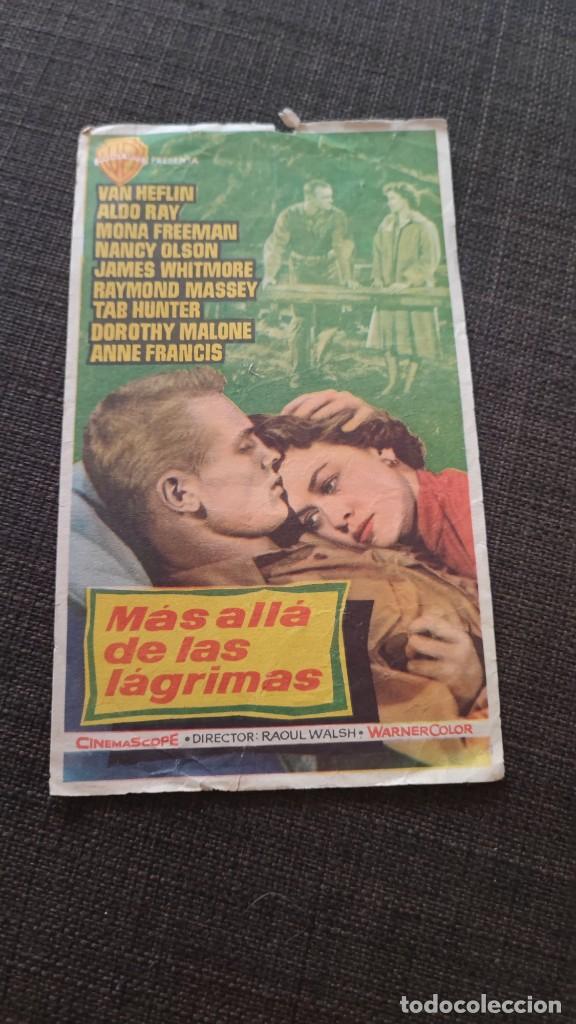 PRESENTA
VAN HEFLIN
ALDO RAY
MONA FREEMAN
NANCY OLSON
JAMES WHITMORE
RAYMOND MASSEY
TAB HUNTER
DOROTHY MALONE
ANNE FRANCIS
Más allá
de las
lágrimas
CINEMASCOPE • DIRECTOR: RAOUL WALSH • WARNERCOLOR
todocoleccion